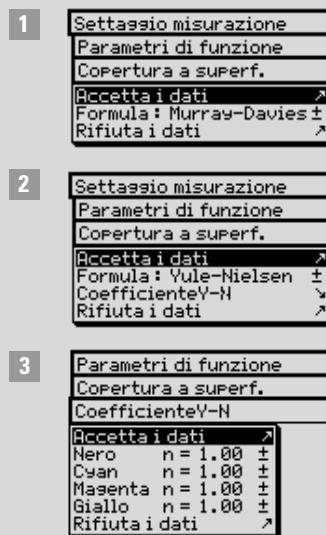 1
Settaggio misurazione
Parametri di funzione
Copertura a superf.
Accetta i dati ↗
Formula: Murray-Davies ±
Rifiuta i dati ↗
2
Settaggio misurazione
Parametri di funzione
Copertura a superf.
Accetta i dati ↗
Formula: Yule-Nielsen ±
CoefficienteY-N ↘
Rifiuta i dati ↗
3
Parametri di funzione
Copertura a superf.
CoefficienteY-N
Accetta i dati ↗
Nero n = 1.00 ±
Cyan n = 1.00 ±
Magenta n = 1.00 ±
Giallo n = 1.00 ±
Rifiuta i dati ↗